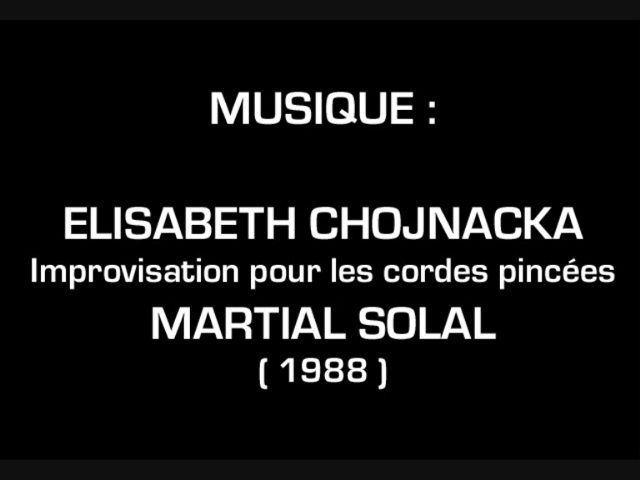 MUSIQUE :
ELISABETH CHOJNACKA
Improvisation pour les cordes pincées
MARTIAL SOLAL
( 1988 )